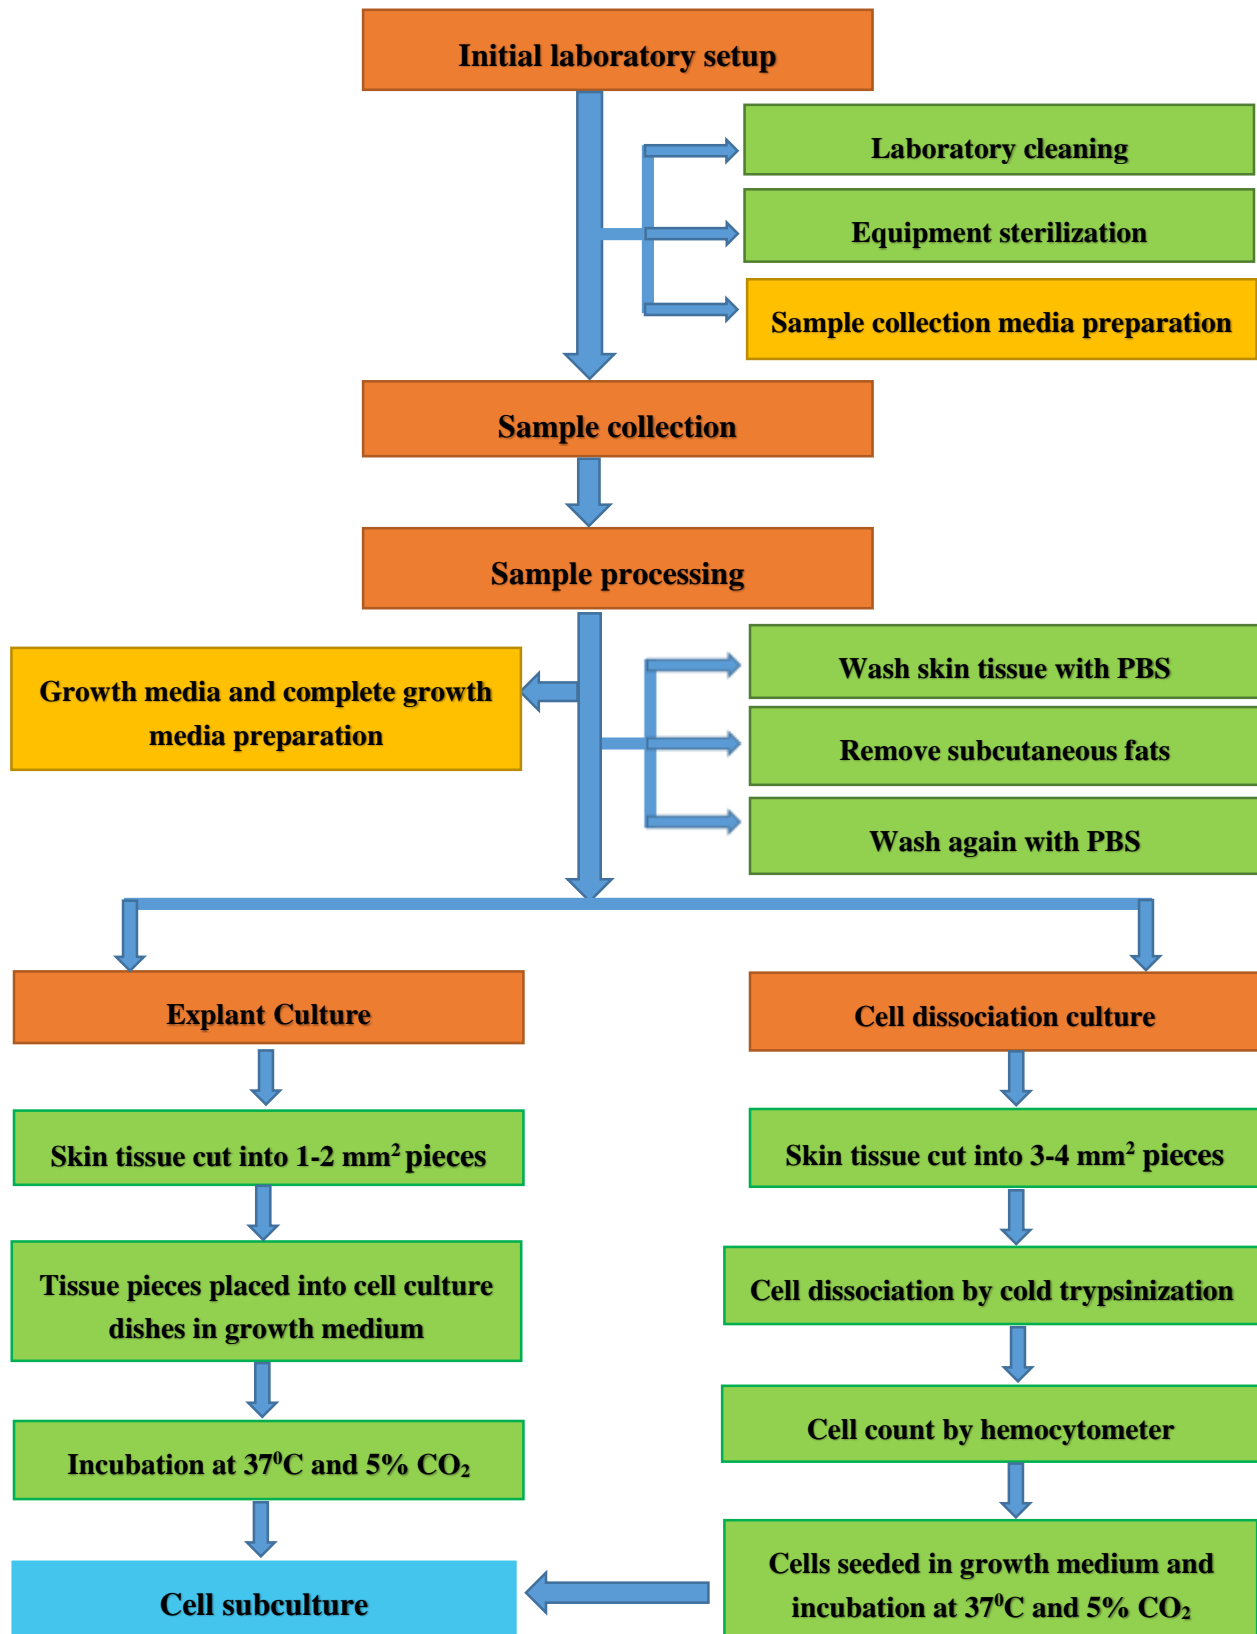 Initial laboratory setup
Laboratory cleaning
Equipment sterilization
Sample collection media preparation
Sample collection
Sample processing
Growth media and complete growth
media preparation
Wash skin tissue with PBS
Remove subcutaneous fats
Wash again with PBS
Explant Culture
Skin tissue cut into 1-2 mm² pieces
Tissue pieces placed into cell culture
dishes in growth medium
Incubation at 37⁰C and 5% CO₂
Cell dissociation culture
Skin tissue cut into 3-4 mm² pieces
Cell dissociation by cold trypsinization
Cell count by hemocytometer
Cells seeded in growth medium and
incubation at 37⁰C and 5% CO₂
Cell subculture